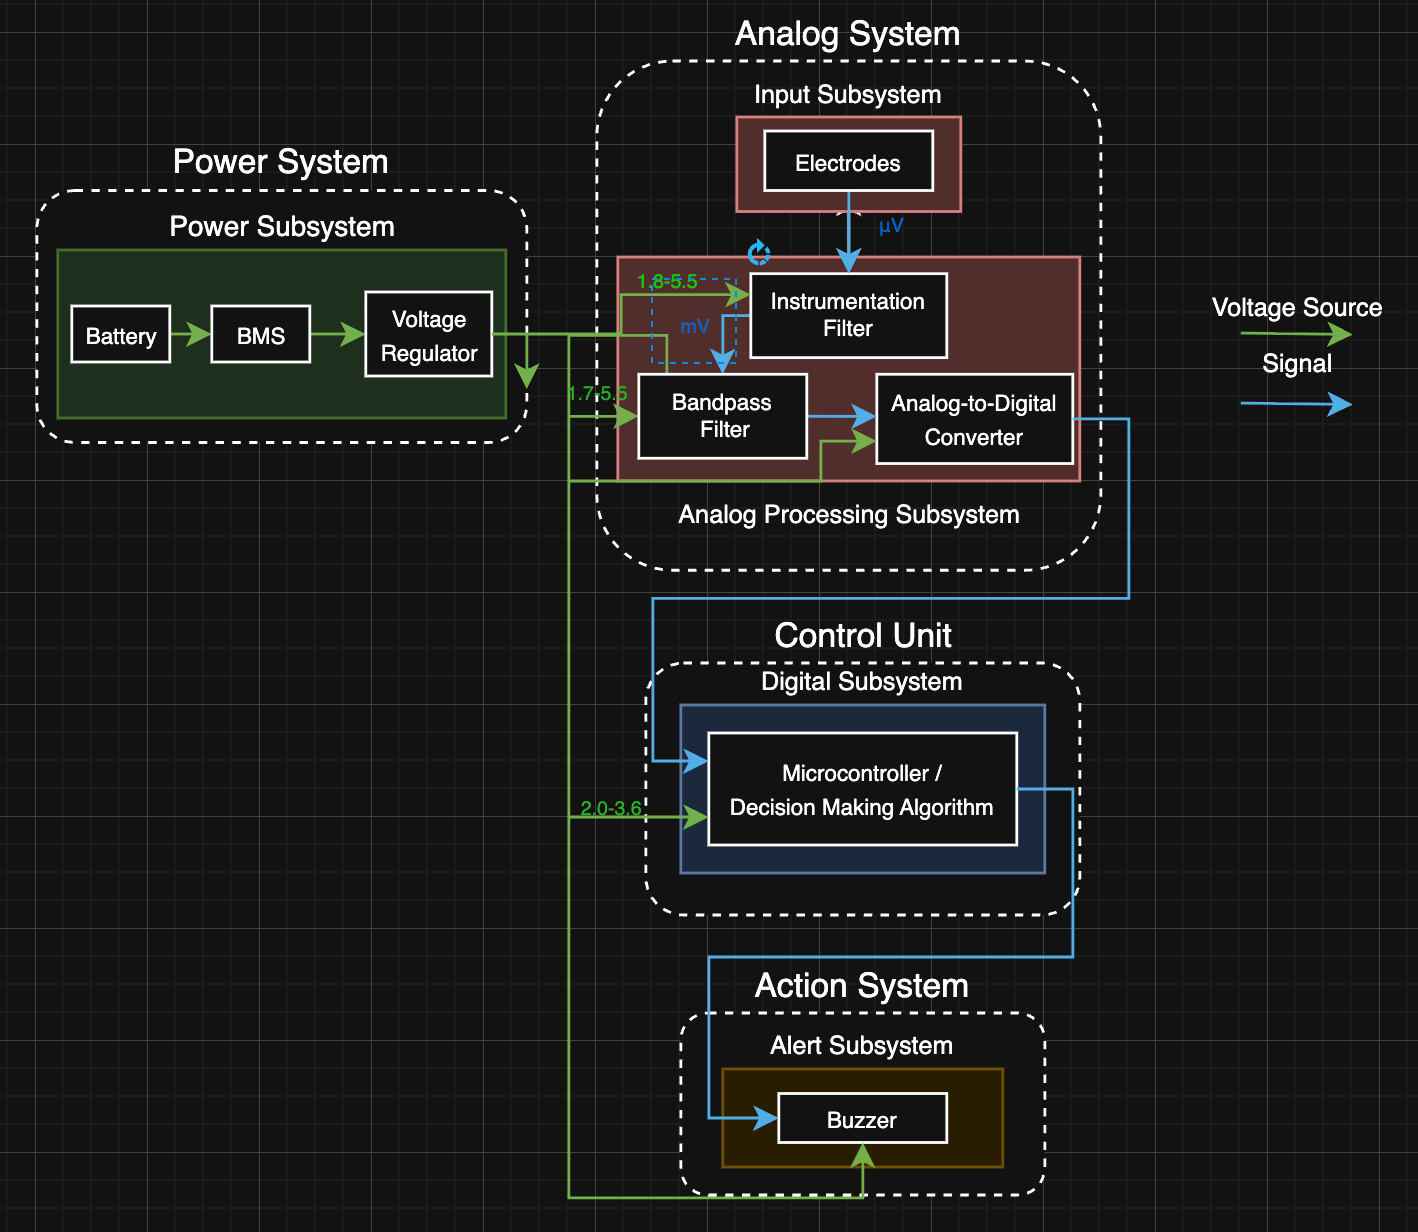 Analog System
Input Subsystem
Electrodes
µV
Power System
Power Subsystem
Battery
BMS
Voltage
Regulator
1.8-5.5
mV
Instrumentation
Filter
1.7-5.5
Bandpass
Filter
Analog-to-Digital
Converter
Analog Processing Subsystem
Voltage Source
Signal
Control Unit
Digital Subsystem
Microcontroller /
Decision Making Algorithm
2.0-3.6
Action System
Alert Subsystem
Buzzer